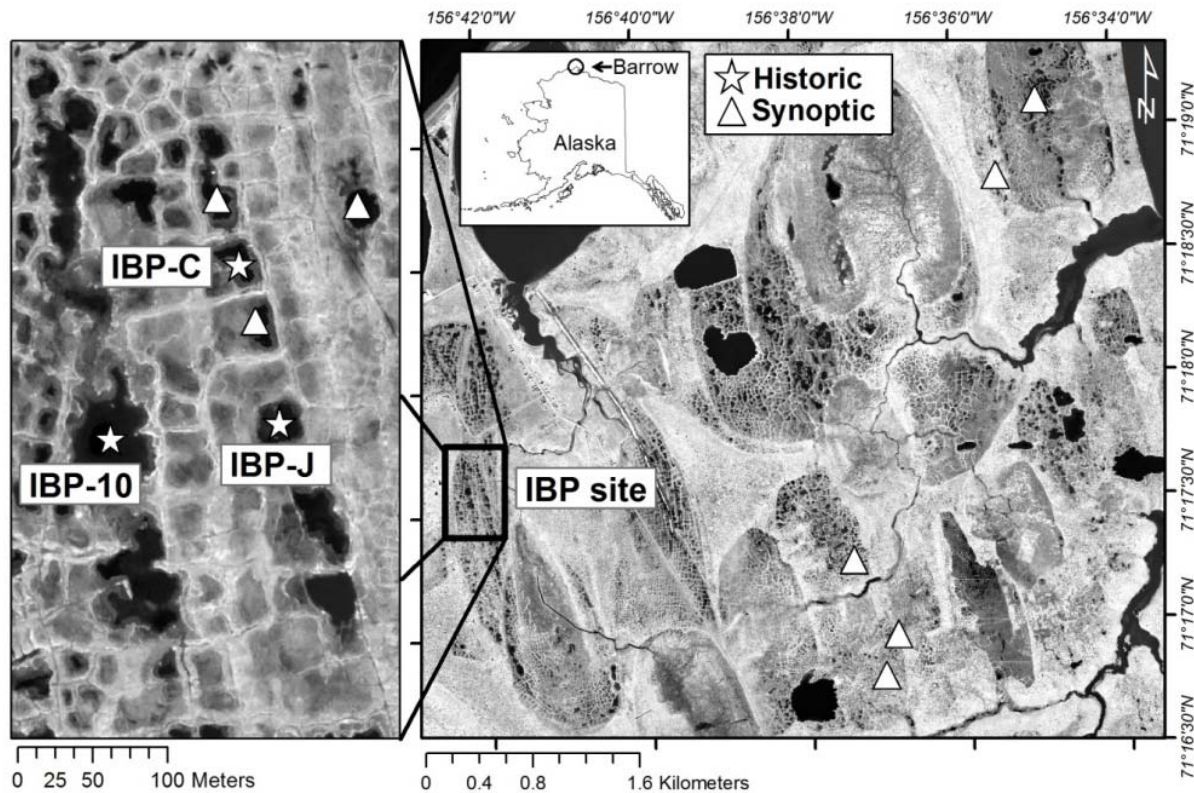 156°42'0"W 156°40'0"W 156°38'0"W 156°36'0"W 156°34'0"W
Barrow
Alaska
Historic
Synoptic
N
71°19'0"N
71°18'30"N
71°18'0"N
71°17'30"N
71°17'0"N
71°16'30"N
IBP-C
IBP-J
IBP-10
IBP site
0 25 50 100 Meters
0 0.4 0.8 1.6 Kilometers